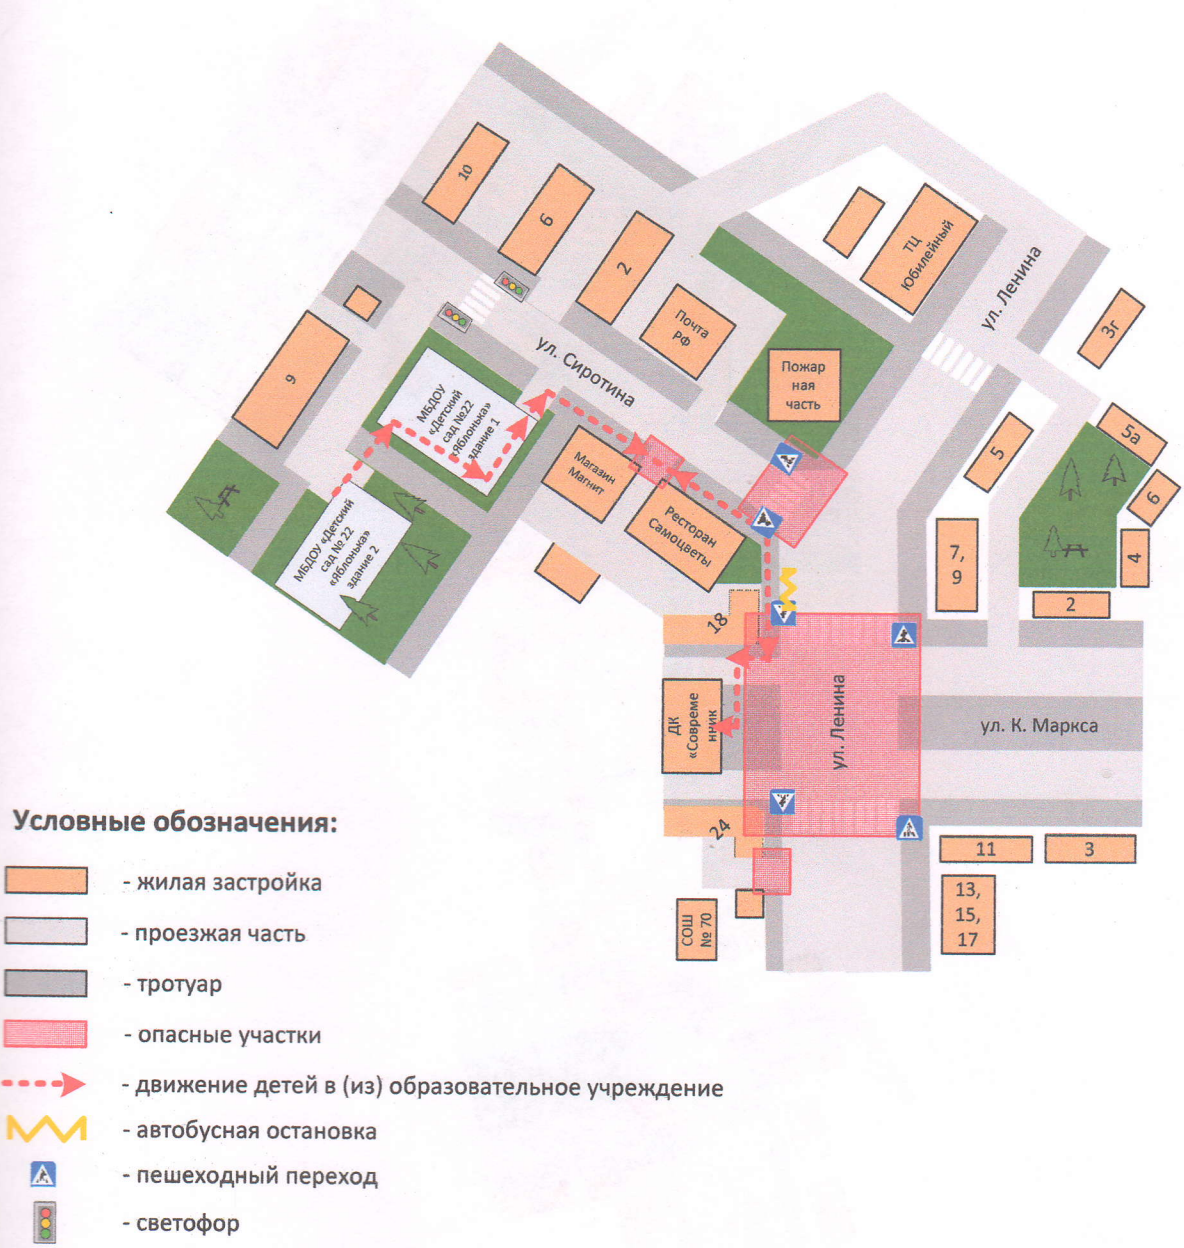 10
6
2
Почта
РФ
ТЦ
Юбилейный
ул. Ленина
3г
9
ул. Сиротина
МБДОУ
«Детский
сад №22
«Яблонька»
здание 1
Пожар
ная
часть
5
5а
6
4
2
7,
9
Магазин
Магнит
Ресторан
Самоцветы
МБДОУ «Детский
сад № 22
«Яблонька»
здание 2
18
ДК
«Совреме
нник
ул. Ленина
ул. К. Маркса
24
11
3
13,
15,
17
СОШ
№ 70
Условные обозначения:
- жилая застройка
- проезжая часть
- тротуар
- опасные участки
- движение детей в (из) образовательное учреждение
- автобусная остановка
- пешеходный переход
- светофор